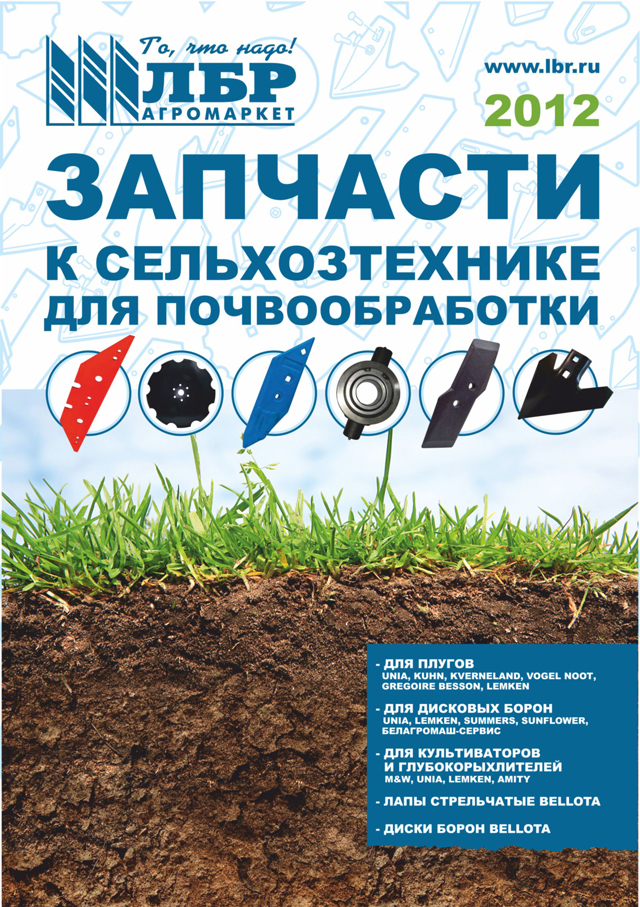 То, что надо!
ЛБР
АГРОМАРКЕТ
www.lbr.ru
2012
ЗАПЧАСТИ
К СЕЛЬХОЗТЕХНИКЕ
ДЛЯ ПОЧВООБРАБОТКИ
- ДЛЯ ПЛУГОВ
UNIA, KUHN, KVERNELAND, VOGEL NOOT,
GREGOIRE BESSON, LEMKEN
- ДЛЯ ДИСКОВЫХ БОРОН
UNIA, LEMKEN, SUMMERS, SUNFLOWER,
БЕЛАГРОМАШ-СЕРВИС
- ДЛЯ КУЛЬТИВАТОРОВ
И ГЛУБОКОРЫХЛИТЕЛЕЙ
M&W, UNIA, LEMKEN, AMITY
- ЛАПЫ СТРЕЛЬЧАТЫЕ BELLOTA
- ДИСКИ БОРОН BELLOTA